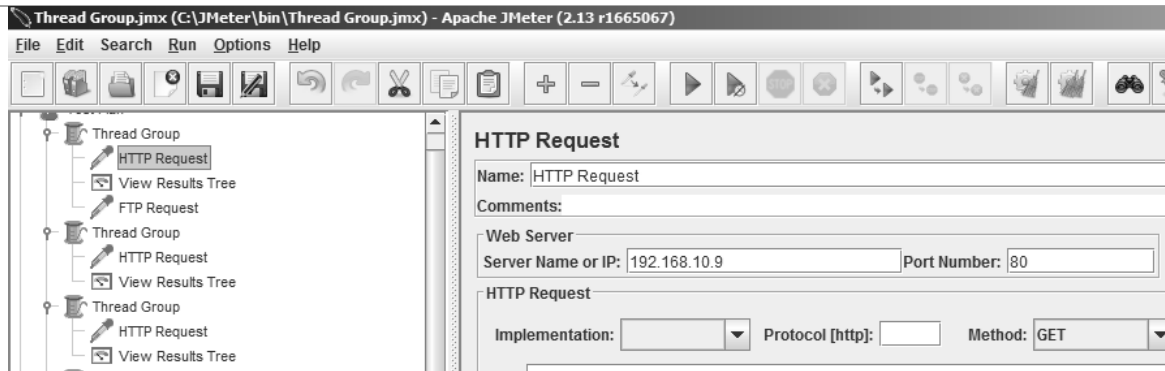 Thread Group.jmx (C:\JMeter\bin\Thread Group.jmx) - Apache JMeter (2.13 r1665067)
File Edit Search Run Options Help
STOP
Thread Group
HTTP Request
View Results Tree
FTP Request
Thread Group
HTTP Request
View Results Tree
Thread Group
HTTP Request
View Results Tree
HTTP Request
Name: HTTP Request
Comments:
Web Server
Server Name or IP: 192.168.10.9 Port Number: 80
HTTP Request
Implementation: Protocol [http]: Method: GET